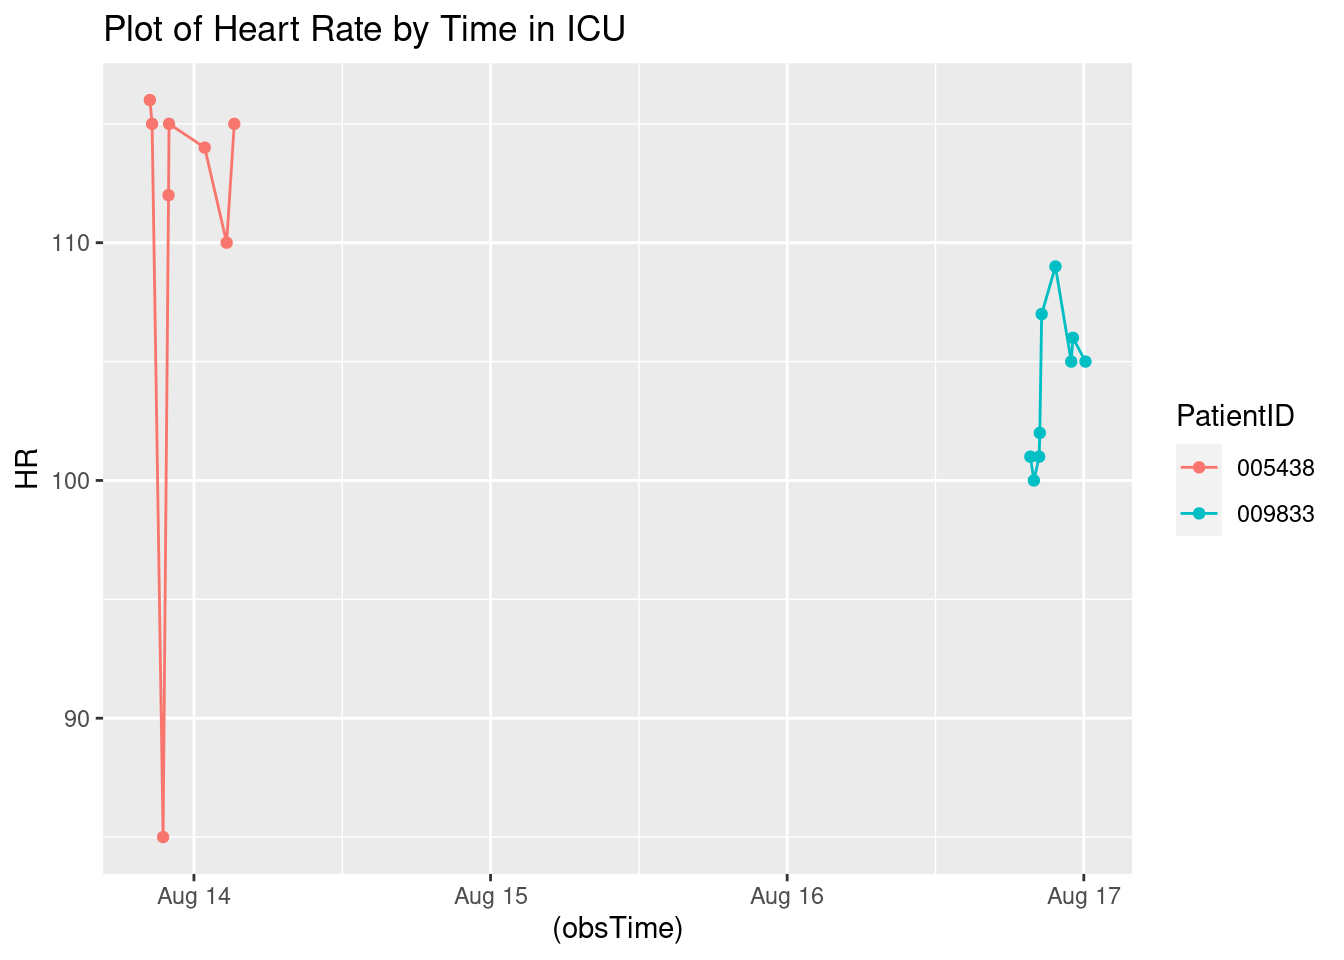 Plot of Heart Rate by Time in ICU
110
100
90
HR
Aug 14
Aug 15
Aug 16
Aug 17
(obsTime)
PatientID
005438
009833